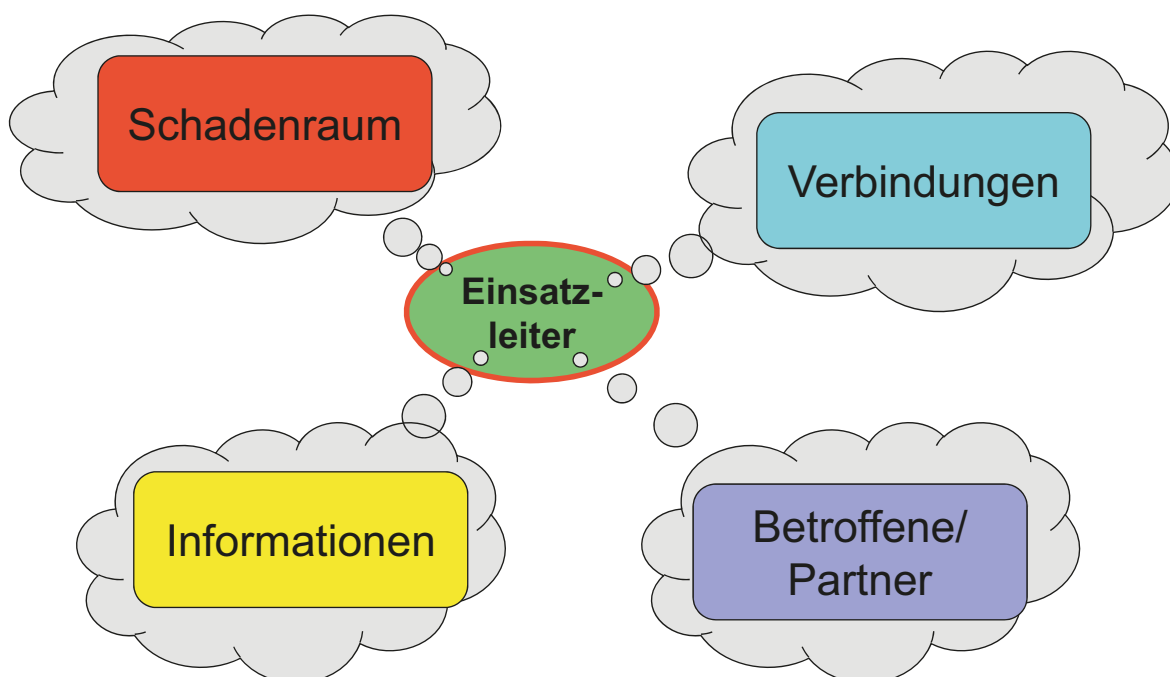 Schadenraum
Verbindungen
Einsatz-
leiter
Informationen
Betroffene/
Partner